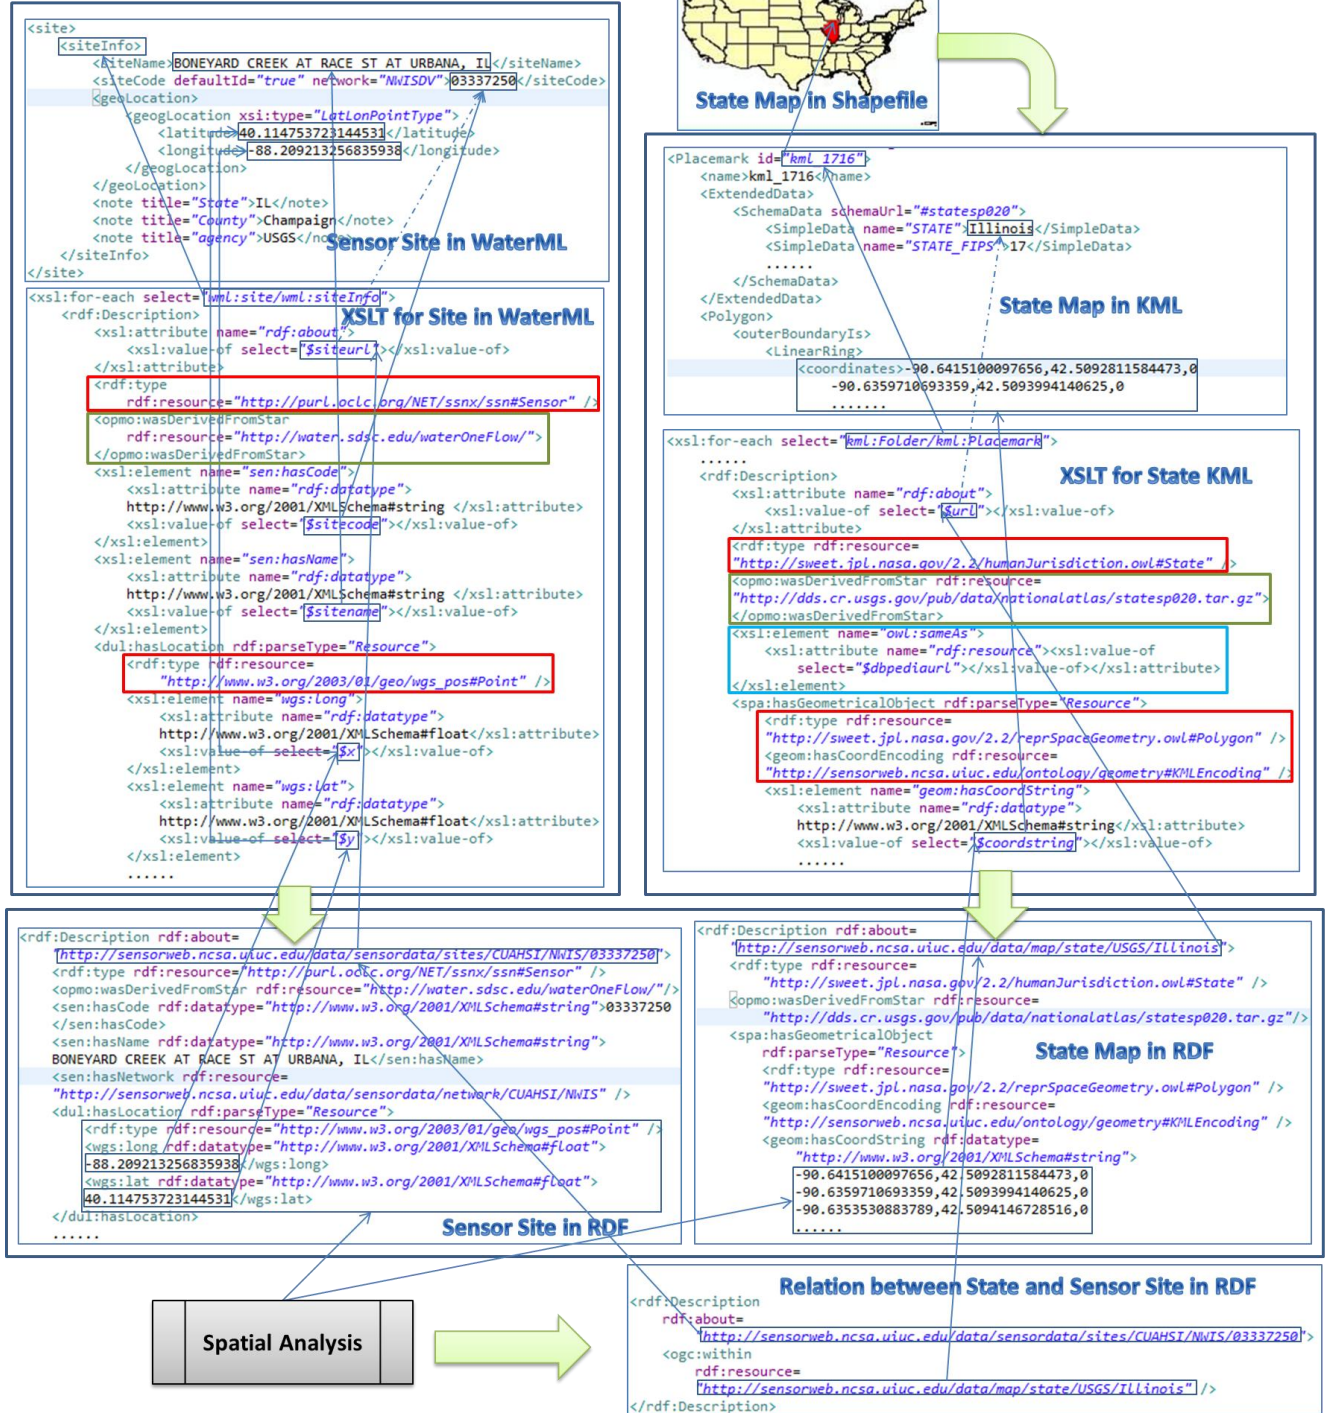 <site>
<siteInfo>
<siteName>BONEYARD CREEK AT RACE ST AT URBANA, IL</siteName>
<siteCode defaultId="true" network="NWISDV">03337250</siteCode>
<geoLocation>
<geogLocation xsi:type="LatLonPointType">
<latitude>40.114753723144531</latitude>
<longitude>-88.209213256835938</longitude>
</geogLocation>
</geoLocation>
<note title="State">IL</note>
<note title="County">Champaign</note>
<note title="agency">USGS</note>
</siteInfo>
</site>
Sensor Site in WaterML
<xsl:for-each select="wml:site/wml:siteInfo">
<rdf:Description>
XSLT for Site in WaterML
<xsl:attribute name="rdf:about">
<xsl:value-of select="$siteurl"></xsl:value-of>
</xsl:attribute>
<rdf:type
rdf:resource="http://purl.oclc.org/NET/ssnx/ssn#Sensor" />
<opmo:wasDerivedFromStar
rdf:resource="http://water.sdsc.edu/waterOneFlow/">
</opmo:wasDerivedFromStar>
<xsl:element name="sen:hasCode">
<xsl:attribute name="rdf:datatype">
http://www.w3.org/2001/XMLSchema#string </xsl:attribute>
<xsl:value-of select="$sitecode"></xsl:value-of>
</xsl:element>
<xsl:element name="sen:hasName">
<xsl:attribute name="rdf:datatype">
http://www.w3.org/2001/XMLSchema#string </xsl:attribute>
<xsl:value-of select="$sitename"></xsl:value-of>
</xsl:element>
<dul:hasLocation rdf:parseType="Resource">
<rdf:type rdf:resource=
"http://www.w3.org/2003/01/geo/wgs_pos#Point" />
<xsl:element name="wgs:long">
<xsl:attribute name="rdf:datatype">
http://www.w3.org/2001/XMLSchema#float</xsl:attribute>
<xsl:value-of select="$x"></xsl:value-of>
</xsl:element>
<xsl:element name="wgs:lat">
<xsl:attribute name="rdf:datatype">
http://www.w3.org/2001/XMLSchema#float</xsl:attribute>
<xsl:value-of select="$y"></xsl:value-of>
</xsl:element>
......
State Map in Shapefile
<Placemark id="kml_1716">
<name>kml_1716</name>
<ExtendedData>
<SchemaData schemaUrl="#statesp020">
<SimpleData name="STATE">Illinois</SimpleData>
<SimpleData name="STATE_FIPS">17</SimpleData>
......
</SchemaData>
</ExtendedData>
State Map in KML
<Polygon>
<outerBoundaryIs>
<LinearRing>
<coordinates>-90.6415100097656,42.5092811584473,0
-90.6359710693359,42.5093994140625,0
.......
<xsl:for-each select="kml:Folder/kml:Placemark">
......
<rdf:Description>
XSLT for State KML
<xsl:attribute name="rdf:about">
<xsl:value-of select="$url"></xsl:value-of>
</xsl:attribute>
<rdf:type rdf:resource=
"http://sweet.jpl.nasa.gov/2.2/humanJurisdiction.owl#State" />
<opmo:wasDerivedFromStar rdf:resource=
"http://dds.cr.usgs.gov/pub/data/nationalatlas/statesp020.tar.gz">
</opmo:wasDerivedFromStar>
<xsl:element name="owl:sameAs">
<xsl:attribute name="rdf:resource"><xsl:value-of
select="$dbpediaurl"></xsl:value-of></xsl:attribute>
</xsl:element>
<spa:hasGeometricalObject rdf:parseType="Resource">
<rdf:type rdf:resource=
"http://sweet.jpl.nasa.gov/2.2/reprSpaceGeometry.owl#Polygon" />
<geom:hasCoordEncoding rdf:resource=
"http://sensorweb.ncsa.uiuc.edu/ontology/geometry#KMLEncoding" />
<xsl:element name="geom:hasCoordString">
<xsl:attribute name="rdf:datatype">
http://www.w3.org/2001/XMLSchema#string</xsl:attribute>
<xsl:value-of select="$coordstring"></xsl:value-of>
......
<rdf:Description rdf:about=
"http://sensorweb.ncsa.uiuc.edu/data/sensordata/sites/CUAHSI/NWIS/03337250">
<rdf:type rdf:resource="http://purl.oclc.org/NET/ssnx/ssn#Sensor" />
<opmo:wasDerivedFromStar rdf:resource="http://water.sdsc.edu/waterOneFlow/"/>
<sen:hasCode rdf:datatype="http://www.w3.org/2001/XMLSchema#string">03337250
</sen:hasCode>
<sen:hasName rdf:datatype="http://www.w3.org/2001/XMLSchema#string">
BONEYARD CREEK AT RACE ST AT URBANA, IL</sen:hasName>
<sen:hasNetwork rdf:resource=
"http://sensorweb.ncsa.uiuc.edu/data/sensordata/network/CUAHSI/NWIS" />
<dul:hasLocation rdf:parseType="Resource">
<rdf:type rdf:resource="http://www.w3.org/2003/01/geo/wgs_pos#Point" />
<wgs:long rdf:datatype="http://www.w3.org/2001/XMLSchema#float">
-88.209213256835938</wgs:long>
<wgs:lat rdf:datatype="http://www.w3.org/2001/XMLSchema#float">
40.114753723144531</wgs:lat>
</dul:hasLocation>
......
Sensor Site in RDF
<rdf:Description rdf:about=
"http://sensorweb.ncsa.uiuc.edu/data/map/state/USGS/Illinois">
<rdf:type rdf:resource=
"http://sweet.jpl.nasa.gov/2.2/humanJurisdiction.owl#State" />
<opmo:wasDerivedFromStar rdf:resource=
"http://dds.cr.usgs.gov/pub/data/nationalatlas/statesp020.tar.gz"/>
<spa:hasGeometricalObject
rdf:parseType="Resource">
State Map in RDF
<rdf:type rdf:resource=
"http://sweet.jpl.nasa.gov/2.2/reprSpaceGeometry.owl#Polygon" />
<geom:hasCoordEncoding rdf:resource=
"http://sensorweb.ncsa.uiuc.edu/ontology/geometry#KMLEncoding" />
<geom:hasCoordString rdf:datatype=
"http://www.w3.org/2001/XMLSchema#string">
-90.6415100097656,42.5092811584473,0
-90.6359710693359,42.5093994140625,0
-90.6353530883789,42.5094146728516,0
......
Spatial Analysis
Relation between State and Sensor Site in RDF
<rdf:Description
rdf:about=
"http://sensorweb.ncsa.uiuc.edu/data/sensordata/sites/CUAHSI/NWIS/03337250">
<ogc:within
rdf:resource=
"http://sensorweb.ncsa.uiuc.edu/data/map/state/USGS/Illinois" />
</rdf:Description>